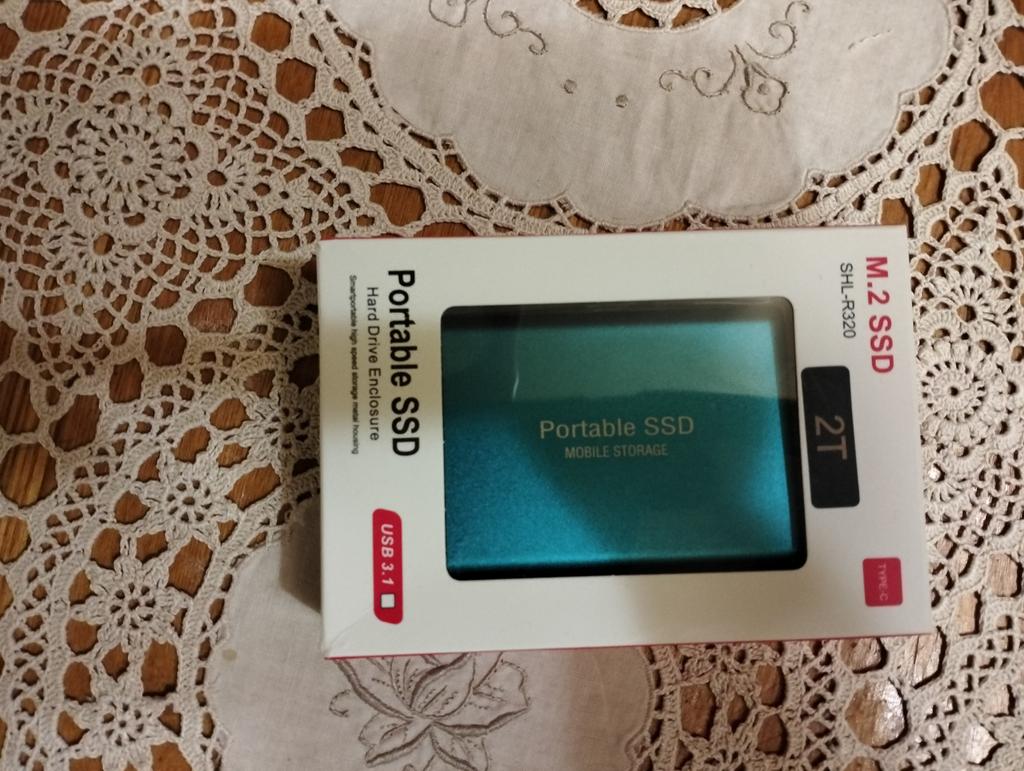 M.2 SSD
SHL-R320
2T
TYPE-C
Portable SSD
MOBILE STORAGE
Portable SSD
Hard Drive Enclosure
Smartportable high speed storage metal housing
USB 3.1